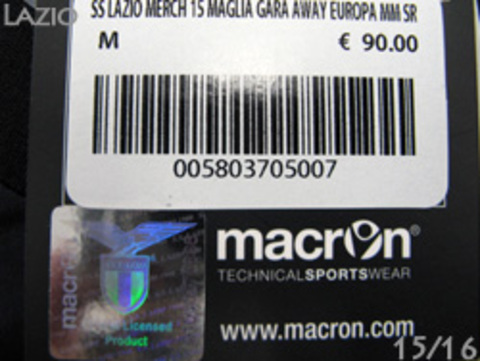 LAZIO
SS LAZIO MERCH 15 MAGLIA GARA AWAY EUROPA MM SR
M € 90.00
005803705007
macron
TECHNICALSPORTSWEAR
www.macron.com
macron
Licensed
Product
15/16